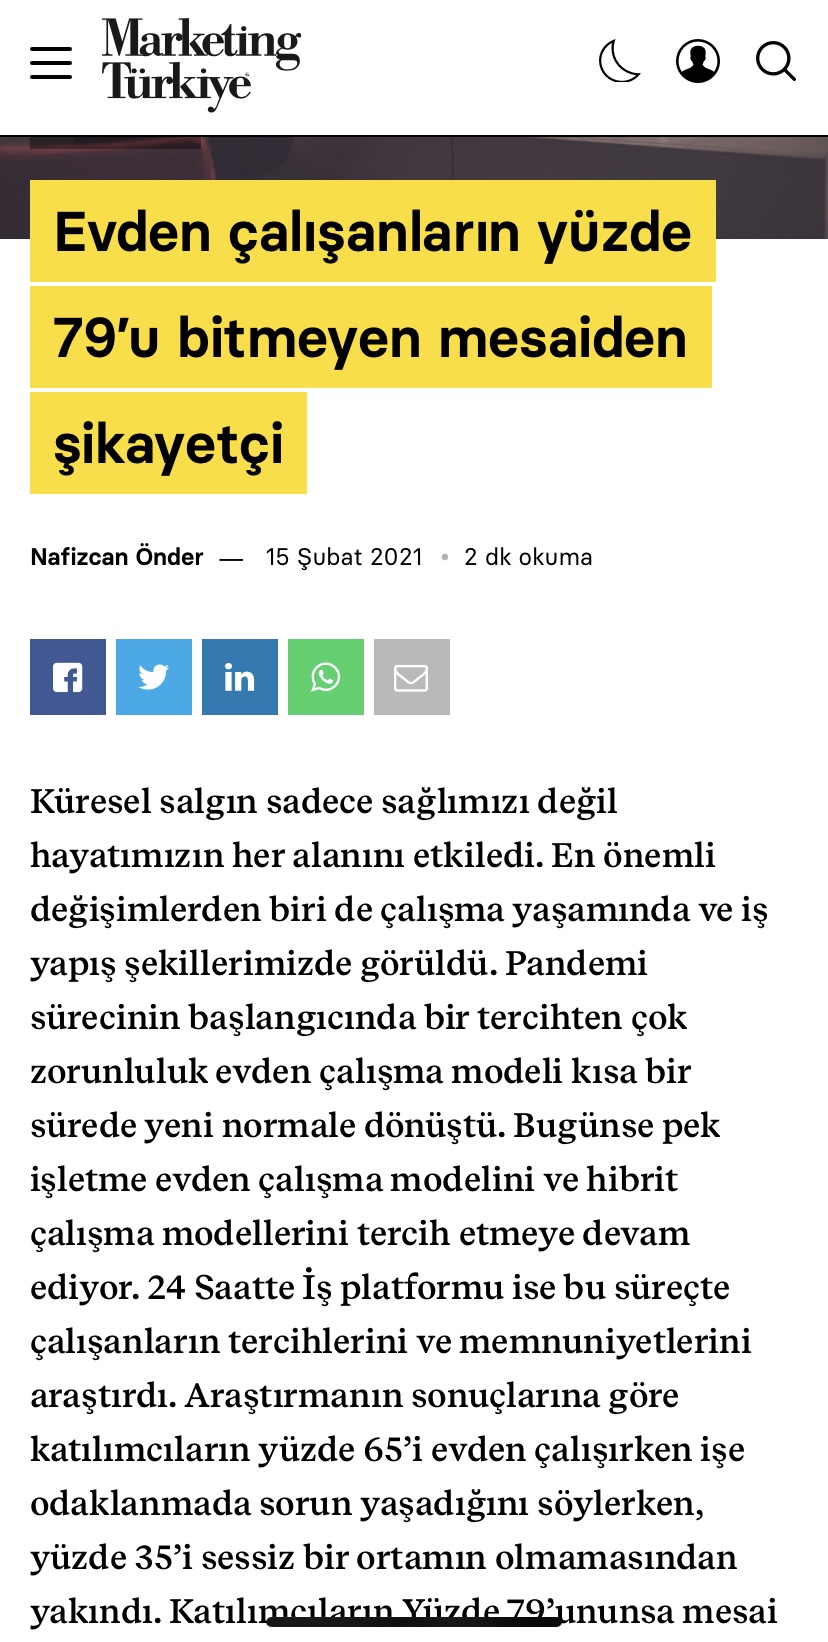 Marketing
Türkiye
Evden çalışanların yüzde
79’u bitmeyen mesaiden
şikayetçi
Nafizcan Önder — 15 Şubat 2021 • 2 dk okuma
Küresel salgın sadece sağlımızı değil
hayatımızın her alanını etkiledi. En önemli
değişimlerden biri de çalışma yaşamında ve iş
yapış şekillerimizde görüldü. Pandemi
sürecinin başlangıcında bir tercihten çok
zorunluluk evden çalışma modeli kısa bir
sürede yeni normale dönüştü. Bugünse pek
işletme evden çalışma modelini ve hibrit
çalışma modellerini tercih etmeye devam
ediyor. 24 Saatte İş platformu ise bu süreçte
çalışanların tercihlerini ve memnuniyetlerini
araştırdı. Araştırmanın sonuçlarına göre
katılımcıların yüzde 65’i evden çalışırken işe
odaklanmada sorun yaşadığını söylerken,
yüzde 35’i sessiz bir ortamın olmamasından
yakındı. Katılımcıların Yüzde 79’ununsa mesai